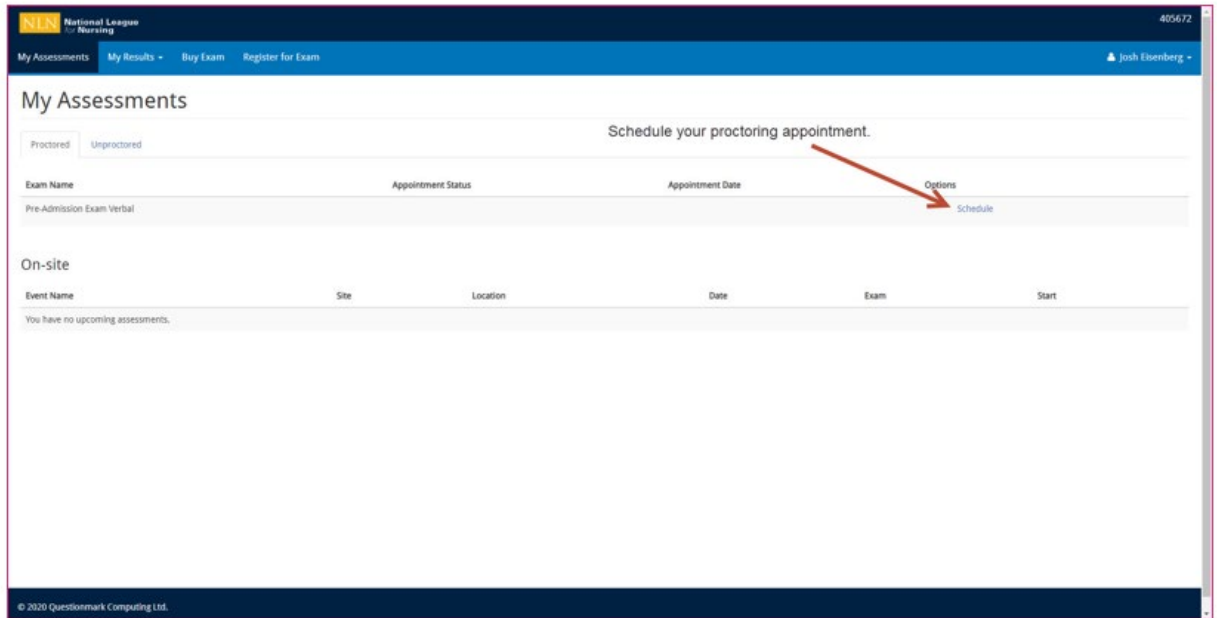 NLN National League
for Nursing
405672
My Assessments My Results Buy Exam Register for Exam Josh Eisenberg
My Assessments
Schedule your proctoring appointment.
Proctored Unproctored
Exam Name Appointment Status Appointment Date Options
Pre-Admission Exam Verbal Schedule
On-site
Event Name Site Location Date Exam Start
You have no upcoming assessments.
© 2020 Questionmark Computing Ltd.